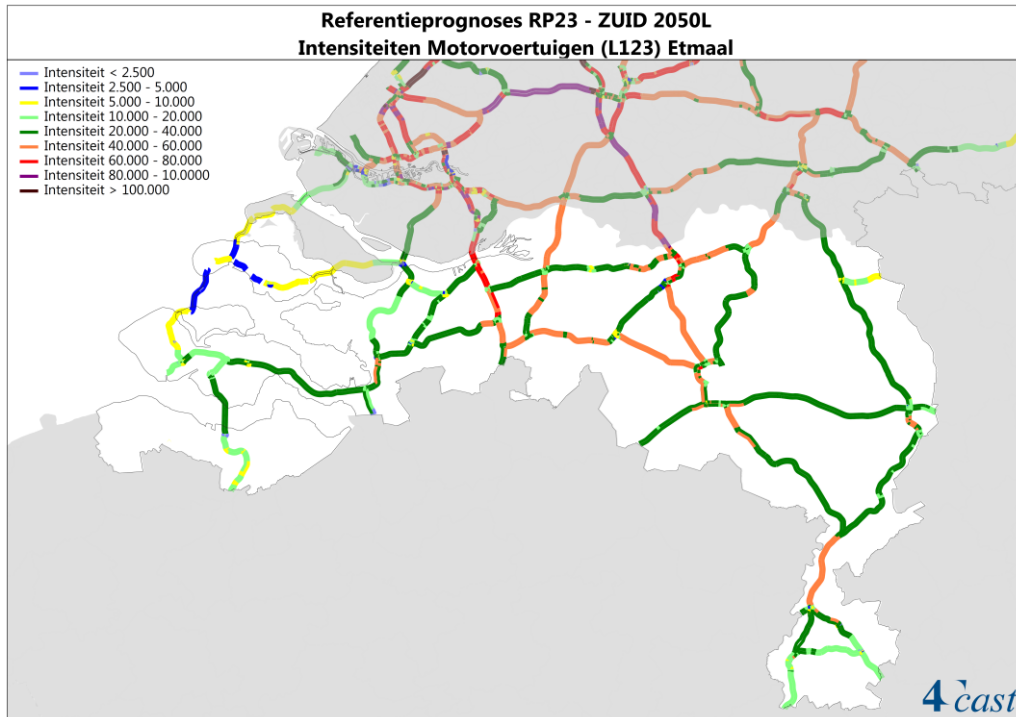 Referentieprognoses RP23 - ZUID 2050L
Intensiteiten Motorvoertuigen (L123) Etmaal
Intensiteit < 2.500
Intensiteit 2.500 - 5.000
Intensiteit 5.000 - 10.000
Intensiteit 10.000 - 20.000
Intensiteit 20.000 - 40.000
Intensiteit 40.000 - 60.000
Intensiteit 60.000 - 80.000
Intensiteit 80.000 - 10.0000
Intensiteit > 100.000
4cast